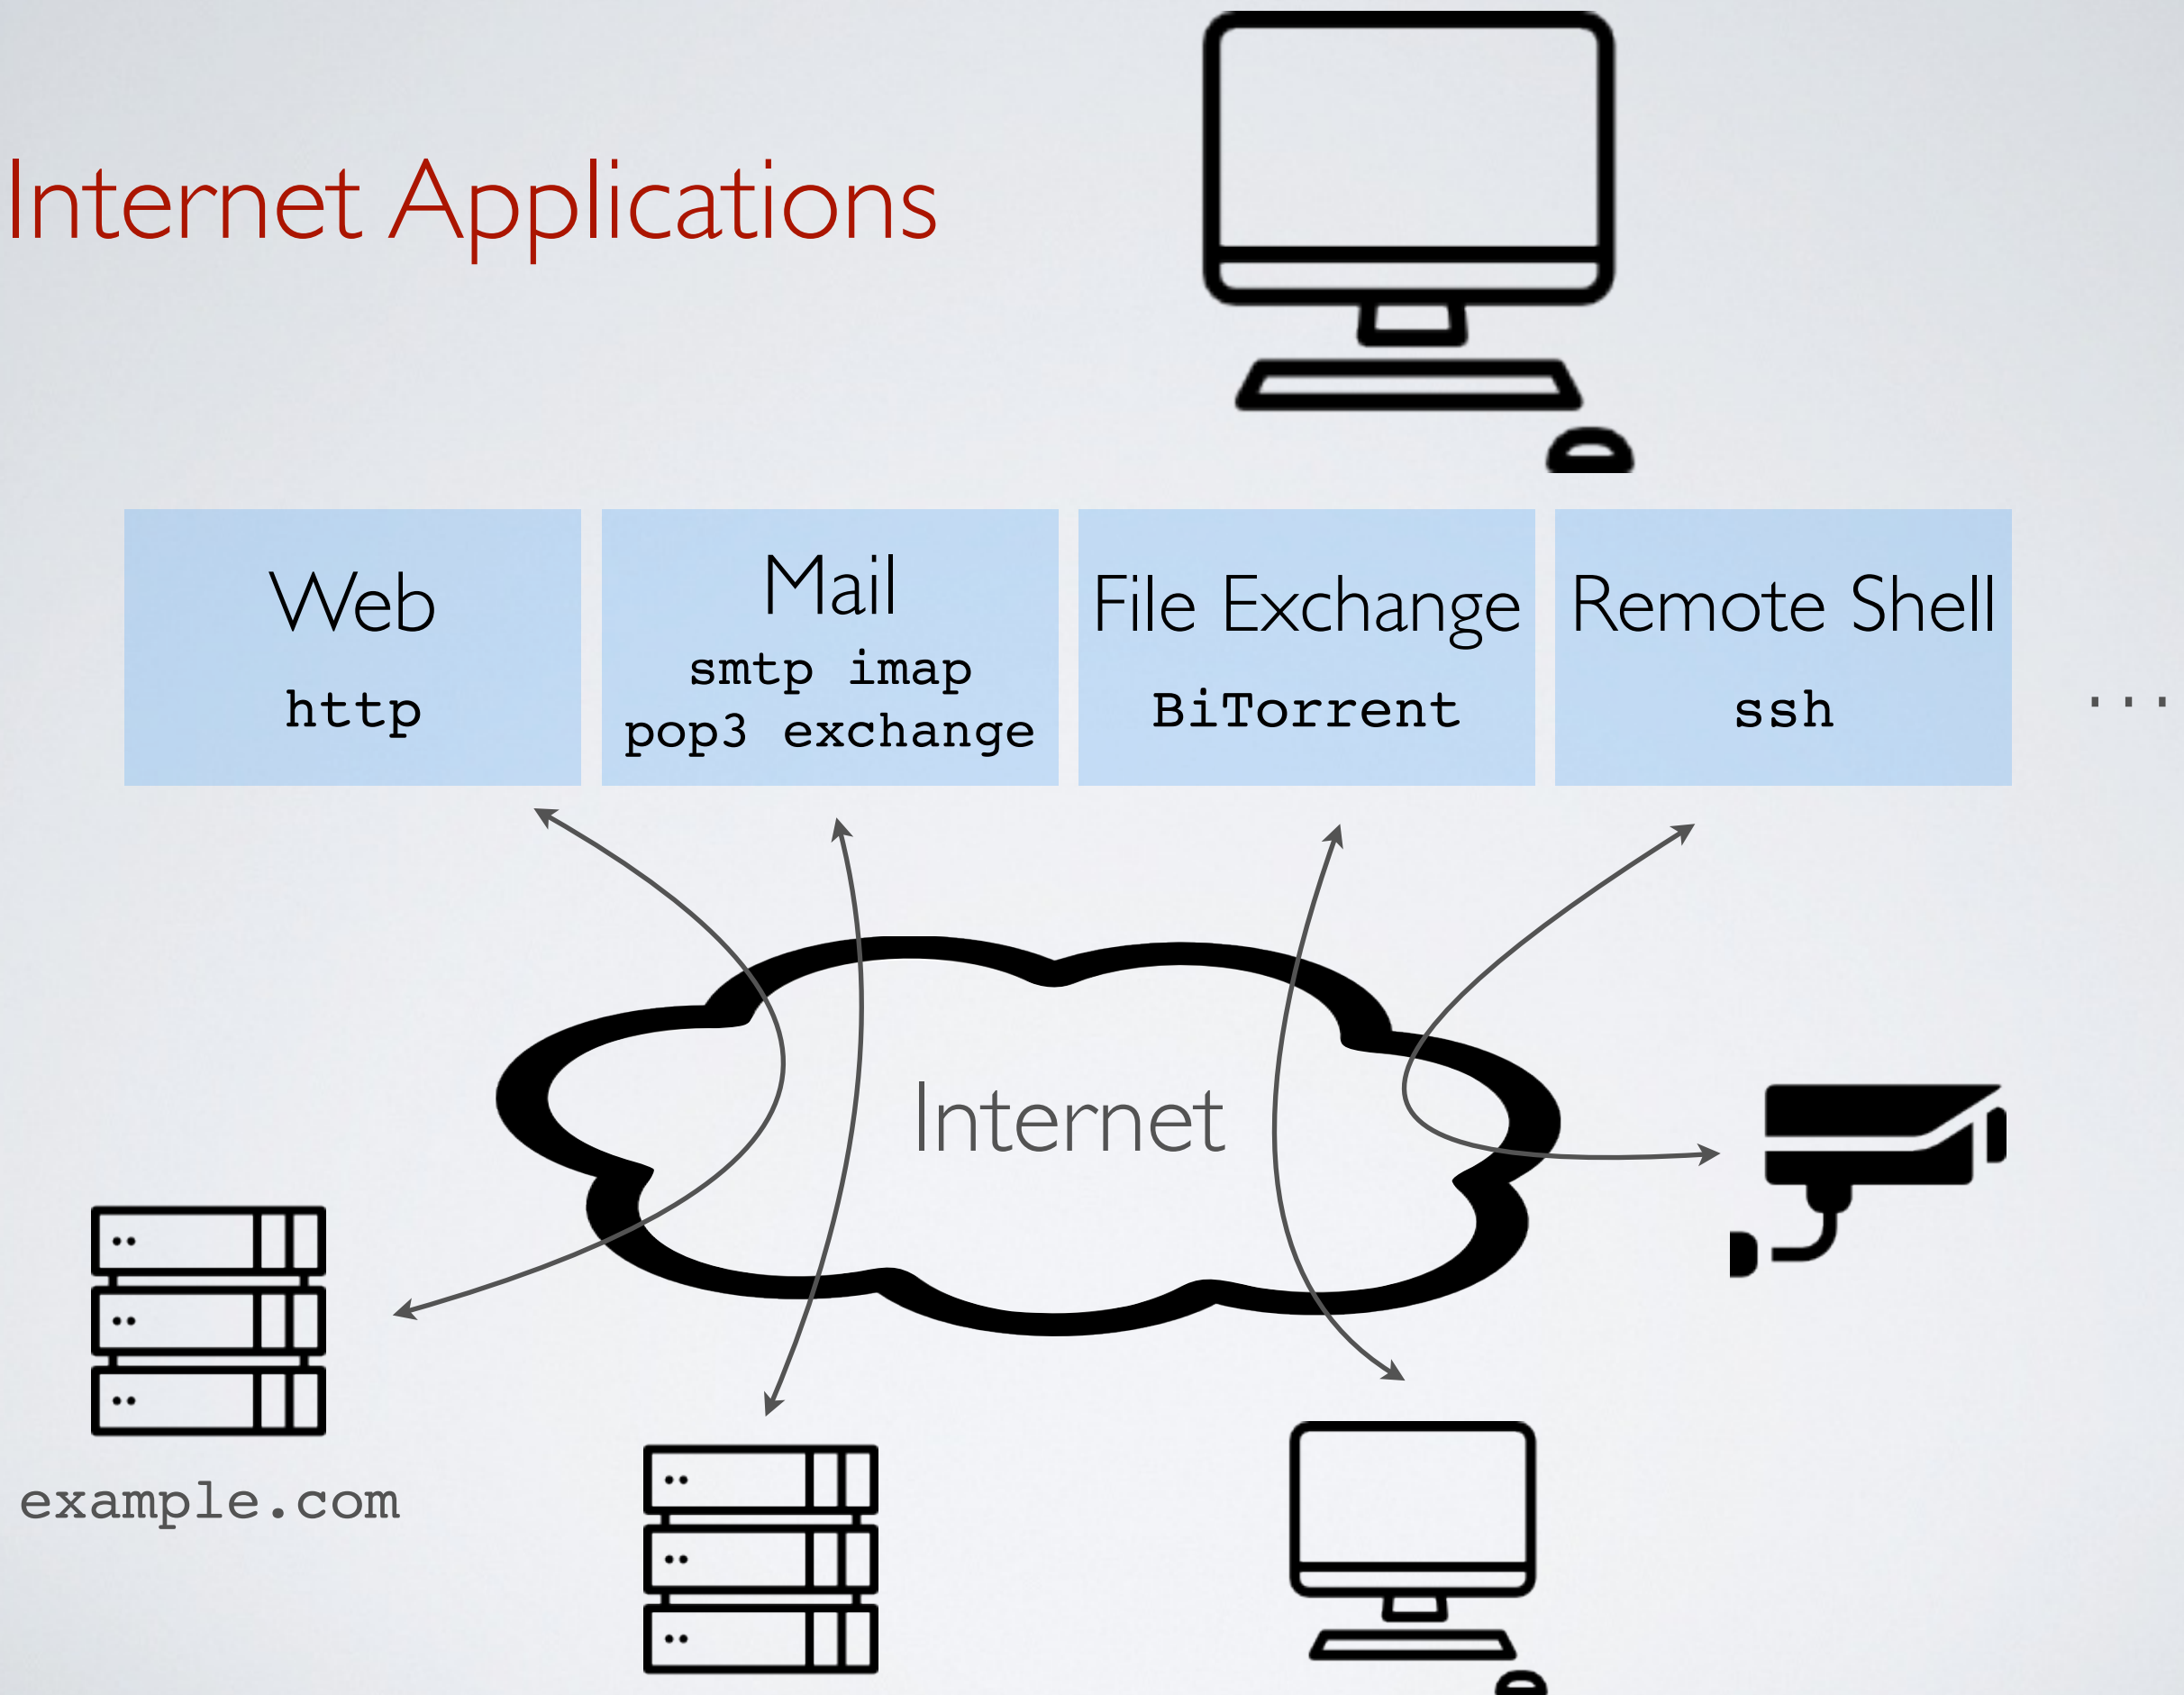 Internet Applications
Web
http
Mail
smtp imap
pop3 exchange
File Exchange
BiTorrent
Remote Shell
ssh
...
Internet
example.com